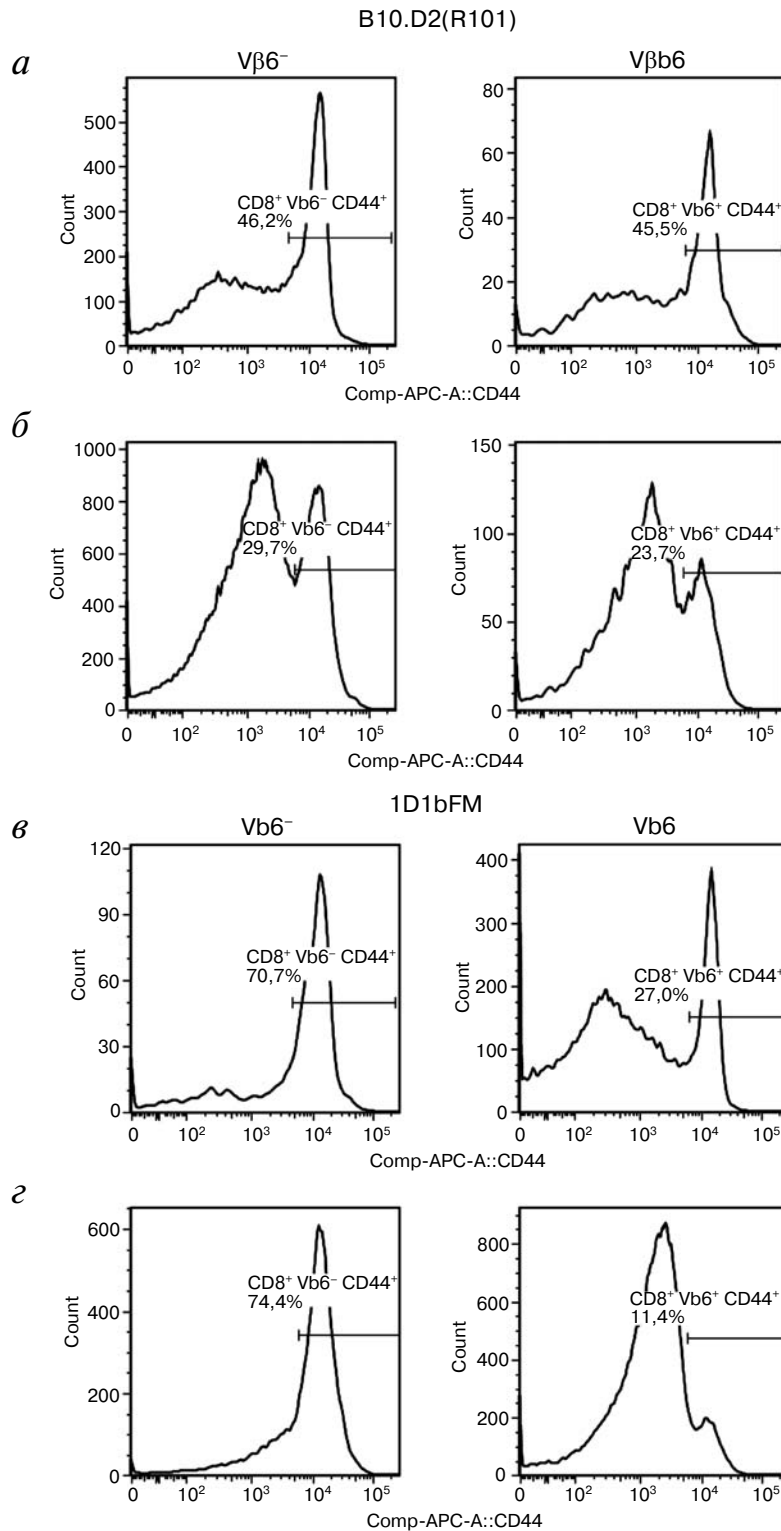 B10.D2(R101)
а
Vβ6⁻
Vβb6
500
400
300
200
100
0
Count
CD8⁺ Vb6⁻ CD44⁺
46,2%
0 10² 10³ 10⁴ 10⁵
80
60
40
20
0
Count
CD8⁺ Vb6⁺ CD44⁺
45,5%
0 10² 10³ 10⁴ 10⁵
Comp-APC-A::CD44
б
1000
800
600
400
200
0
Count
CD8⁺ Vb6⁻ CD44⁺
29,7%
0 10² 10³ 10⁴ 10⁵
150
100
50
0
Count
CD8⁺ Vb6⁺ CD44⁺
23,7%
0 10² 10³ 10⁴ 10⁵
Comp-APC-A::CD44
1D1bFM
в
Vb6⁻
Vb6
120
90
60
30
0
Count
CD8⁺ Vb6⁻ CD44⁺
70,7%
0 10² 10³ 10⁴ 10⁵
400
300
200
100
0
Count
CD8⁺ Vb6⁺ CD44⁺
27,0%
0 10² 10³ 10⁴ 10⁵
Comp-APC-A::CD44
г
600
400
200
0
Count
CD8⁺ Vb6⁻ CD44⁺
74,4%
0 10² 10³ 10⁴ 10⁵
800
600
400
200
0
Count
CD8⁺ Vb6⁺ CD44⁺
11,4%
0 10² 10³ 10⁴ 10⁵
Comp-APC-A::CD44